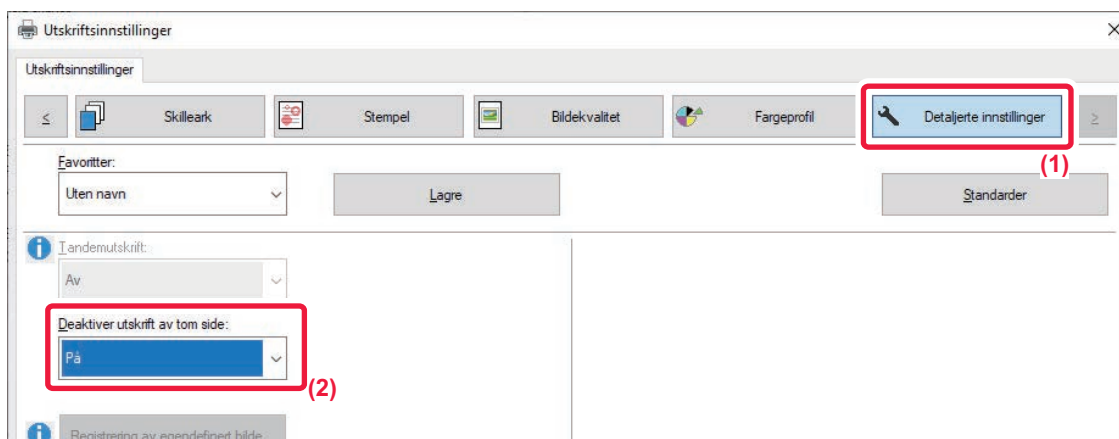 Utskriftsinnstillinger
Utskriftsinnstillinger
< Skilleark Stempel Bildekvalitet Fargeprofil Detaljerte innstillinger >
(1)
Favoritter:
Uten navn Lagre Standarder
Tandemutskrift:
Av
Deaktiver utskrift av tom side:
På
(2)
Registrering av egendefinert bilde